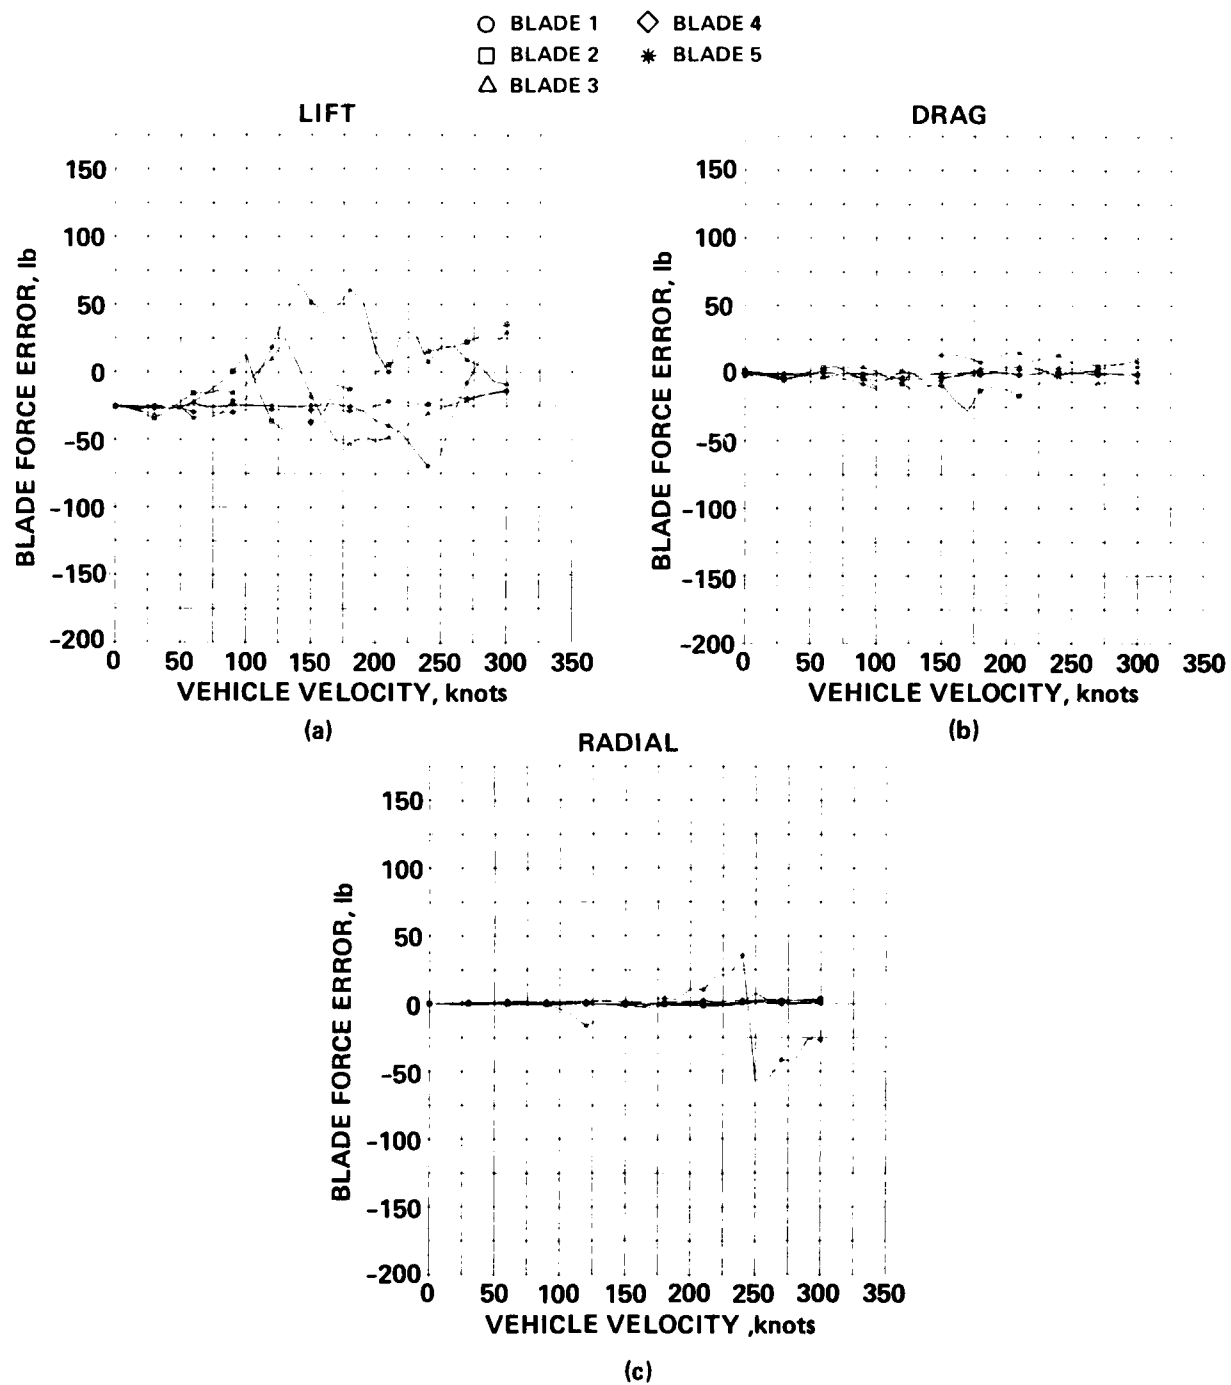 BLADE 1 BLADE 4
BLADE 2 BLADE 5
BLADE 3
LIFT
150
100
50
0
-50
-100
-150
-200
BLADE FORCE ERROR, lb
0 50 100 150 200 250 300 350
VEHICLE VELOCITY, knots
(a)
DRAG
150
100
50
0
-50
-100
-150
-200
BLADE FORCE ERROR, lb
0 50 100 150 200 250 300 350
VEHICLE VELOCITY, knots
(b)
RADIAL
150
100
50
0
-50
-100
-150
-200
BLADE FORCE ERROR, lb
0 50 100 150 200 250 300 350
VEHICLE VELOCITY ,knots
(c)